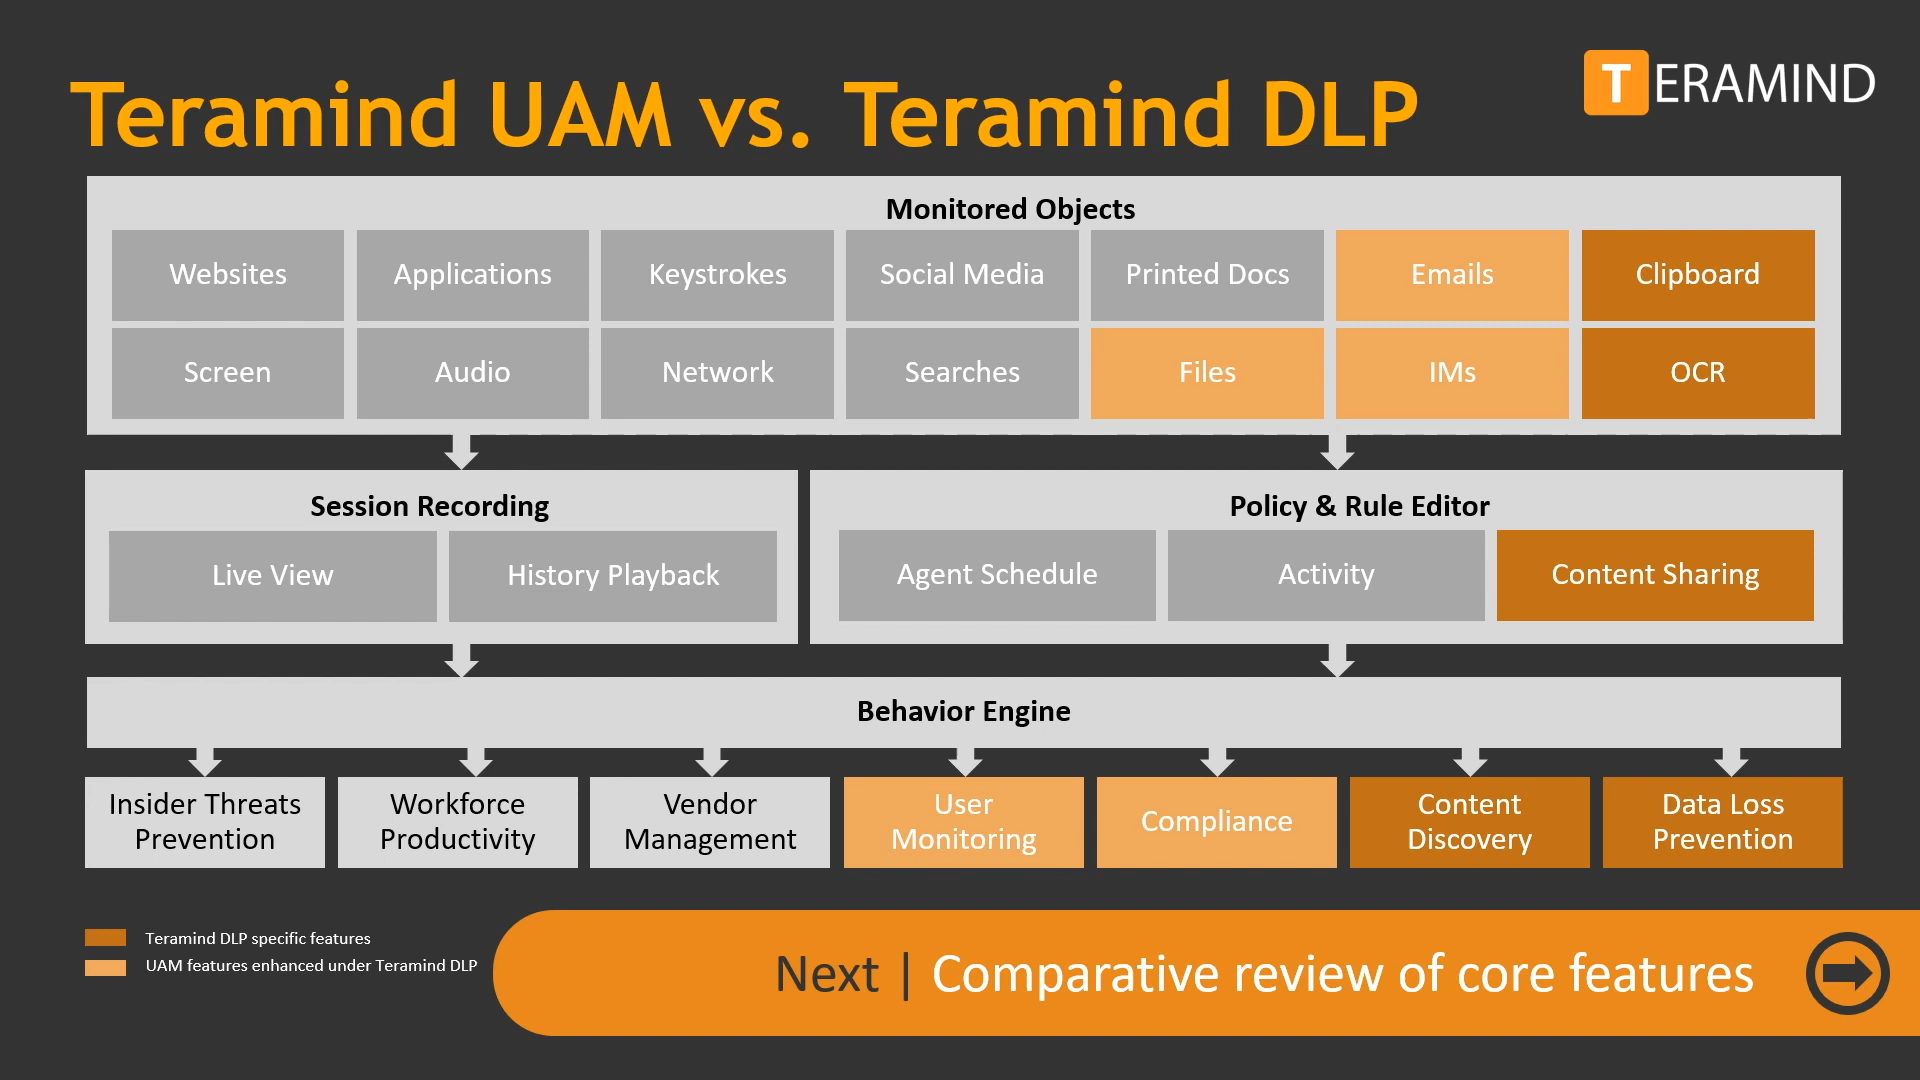 Teramind UAM vs. Teramind DLP
TERAMIND
Monitored Objects
Websites
Applications
Keystrokes
Social Media
Printed Docs
Emails
Clipboard
Screen
Audio
Network
Searches
Files
IMs
OCR
Session Recording
Live View
History Playback
Policy & Rule Editor
Agent Schedule
Activity
Content Sharing
Behavior Engine
Insider Threats
Prevention
Workforce
Productivity
Vendor
Management
User
Monitoring
Compliance
Content
Discovery
Data Loss
Prevention
Teramind DLP specific features
UAM features enhanced under Teramind DLP
Next | Comparative review of core features